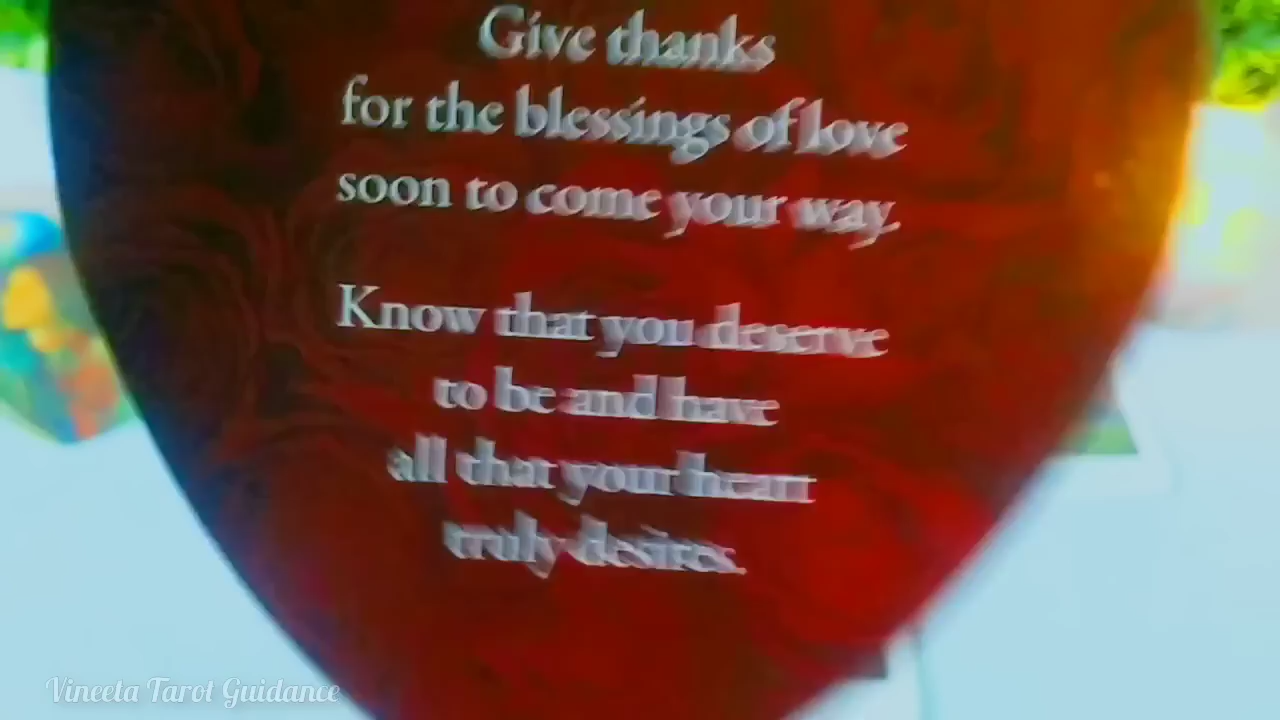 Give thanks
for the blessings of love
soon to come your way.
Know that you deserve
to be and have
all that your heart
truly desires.
Vineeta Tarot Guidance